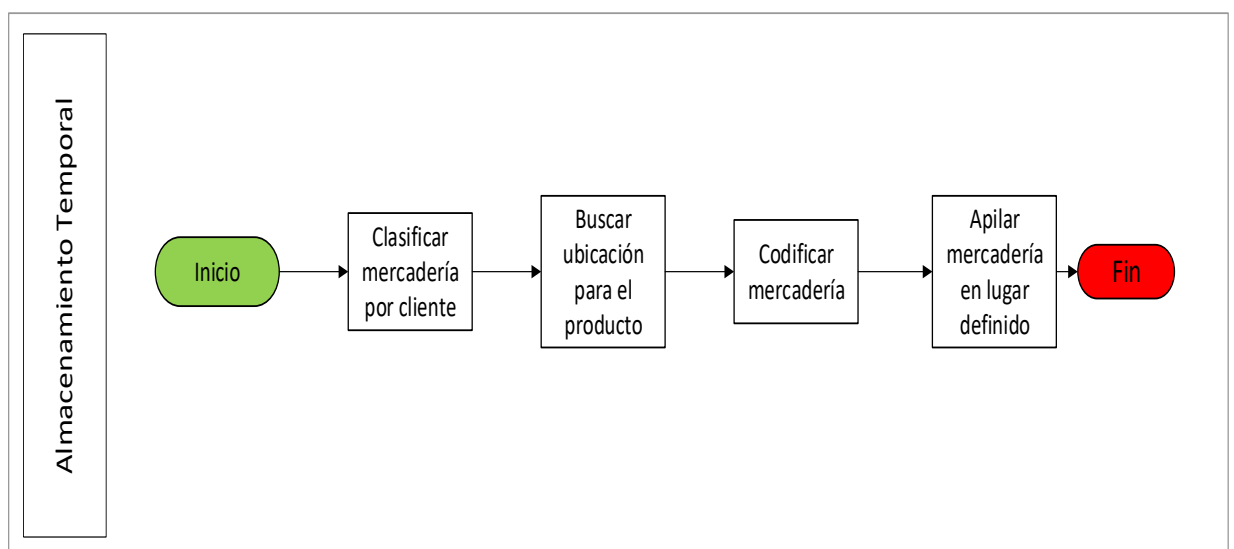 Almacenamiento Temporal
Inicio
Clasificar
mercadería
por cliente
Buscar
ubicación
para el
producto
Codificar
mercadería
Apilar
mercadería
en lugar
definido
Fin